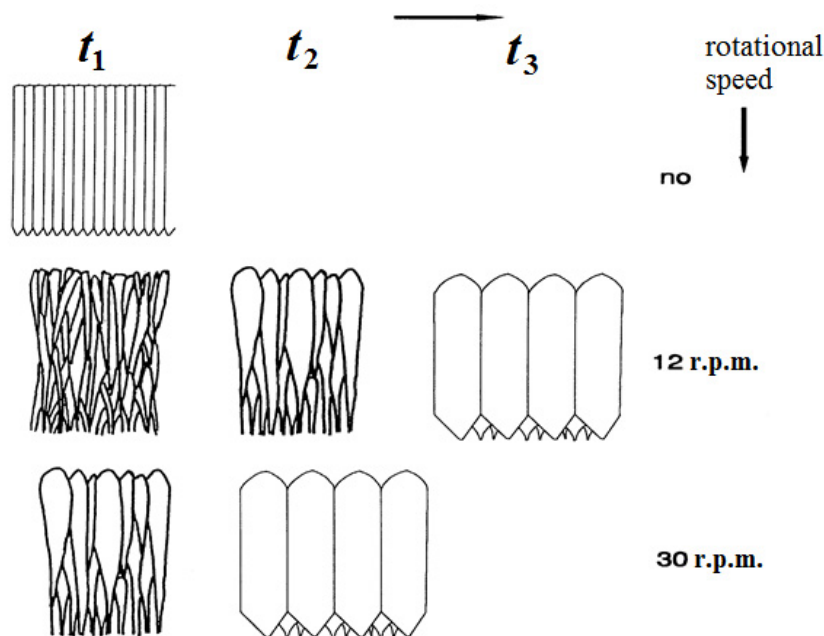 t1 t2 t3
rotational
speed
no
12 r.p.m.
30 r.p.m.